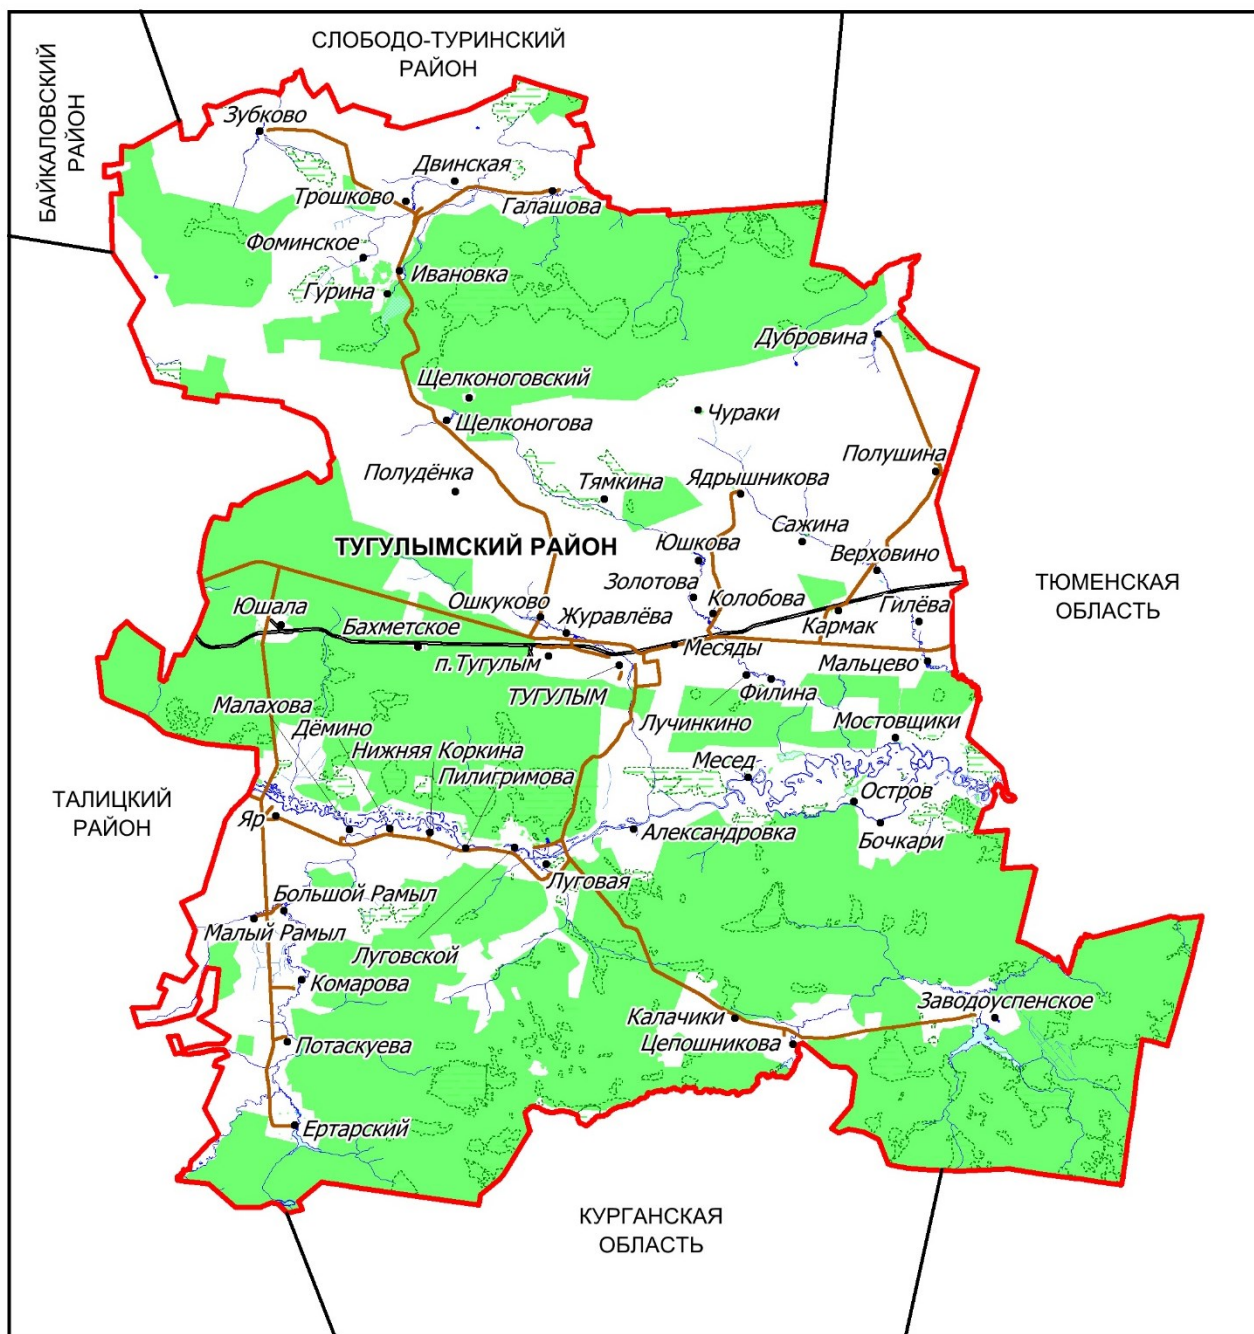 СЛОБОДО-ТУРИНСКИЙ
РАЙОН
БАЙКАЛОВСКИЙ
РАЙОН
Зубково
Двинская
Трошково
Галашова
Фоминское
Ивановка
Гурина
Дубровина
Щелконоговский
Чураки
Щелконогова
Полушина
Полудёнка
Тямкина
Ядрышникова
Сажина
ТУГУЛЫМСКИЙ РАЙОН
Юшкова
Верховино
Золотова
ТЮМЕНСКАЯ
ОБЛАСТЬ
Юшала
Ошкуково
Журавлёва
Колобова
Гилёва
Бахметское
Кармак
Месяды
п.Тугулым
Мальцево
ТУГУЛЫМ
Филина
Малахова
Лучинкино
Мостовщики
Дёмино
Нижняя Коркина
Пилигримова
Месед
ТАЛИЦКИЙ
РАЙОН
Остров
Яр
Александровка
Бочкари
Луговая
Большой Рамыл
Малый Рамыл
Луговской
Комарова
Заводоуспенское
Калачики
Потаскуева
Цепошникова
Ертарский
КУРГАНСКАЯ
ОБЛАСТЬ